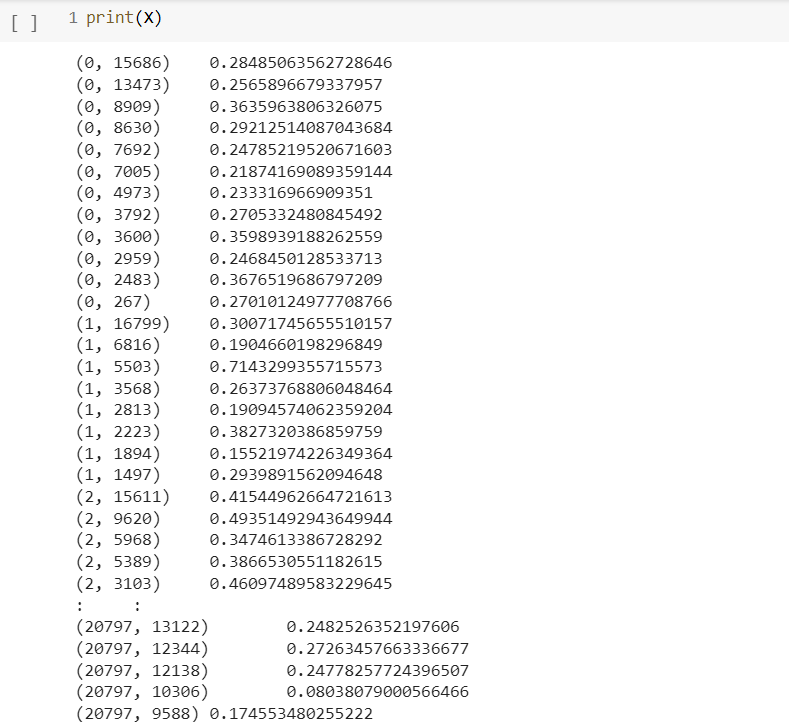 [ ] 1 print(X)
(0, 15686) 0.28485063562728646
(0, 13473) 0.2565896679337957
(0, 8909) 0.3635963806326075
(0, 8630) 0.29212514087043684
(0, 7692) 0.24785219520671603
(0, 7005) 0.21874169089359144
(0, 4973) 0.233316966909351
(0, 3792) 0.2705332480845492
(0, 3600) 0.3598939188262559
(0, 2959) 0.2468450128533713
(0, 2483) 0.3676519686797209
(0, 267) 0.27010124977708766
(1, 16799) 0.30071745655510157
(1, 6816) 0.1904660198296849
(1, 5503) 0.7143299355715573
(1, 3568) 0.26373768806048464
(1, 2813) 0.19094574062359204
(1, 2223) 0.3827320386859759
(1, 1894) 0.15521974226349364
(1, 1497) 0.2939891562094648
(2, 15611) 0.41544962664721613
(2, 9620) 0.49351492943649944
(2, 5968) 0.3474613386728292
(2, 5389) 0.3866530551182615
(2, 3103) 0.46097489583229645
: :
(20797, 13122) 0.2482526352197606
(20797, 12344) 0.27263457663336677
(20797, 12138) 0.24778257724396507
(20797, 10306) 0.08038079000566466
(20797, 9588) 0.174553480255222